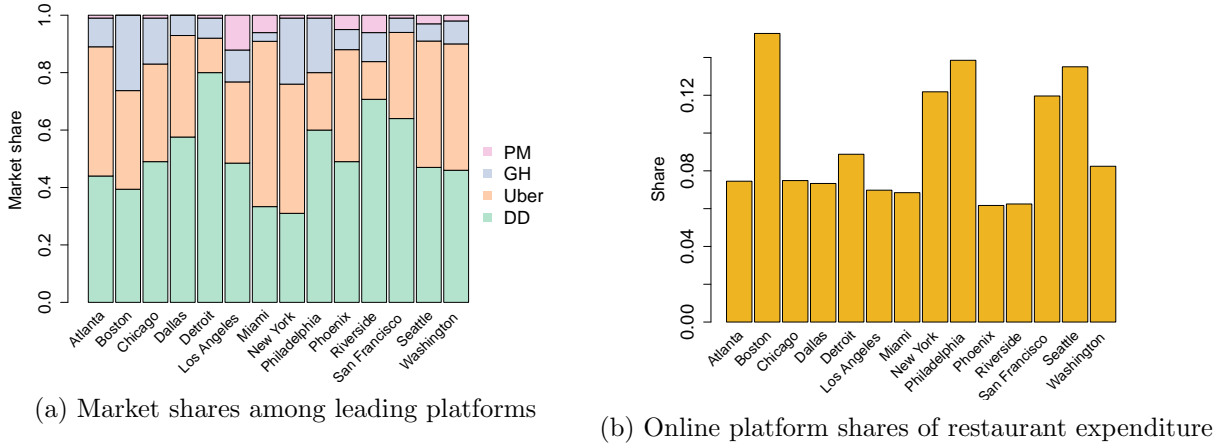 Market share
0.0
0.2
0.4
0.6
0.8
1.0
Atlanta
Boston
Chicago
Dallas
Detroit
Los Angeles
Miami
New York
Philadelphia
Phoenix
Riverside
San Francisco
Seattle
Washington
PM
GH
Uber
DD
(a) Market shares among leading platforms
Share
0.00
0.04
0.08
0.12
Atlanta
Boston
Chicago
Dallas
Detroit
Los Angeles
Miami
New York
Philadelphia
Phoenix
Riverside
San Francisco
Seattle
Washington
(b) Online platform shares of restaurant expenditure